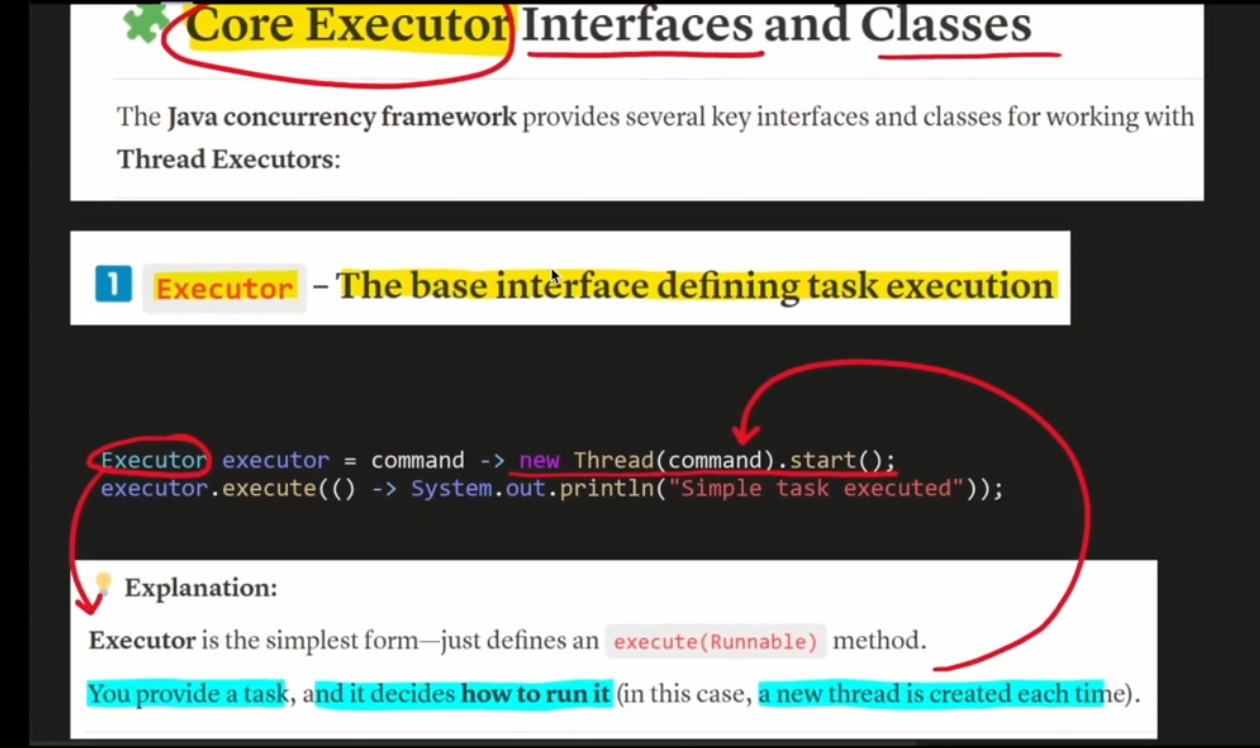 Core Executor Interfaces and Classes
The Java concurrency framework provides several key interfaces and classes for working with
Thread Executors:
1 Executor – The base interface defining task execution
Executor executor = command -> new Thread(command).start();
executor.execute(() -> System.out.println("Simple task executed"));
Explanation:
Executor is the simplest form—just defines an execute(Runnable) method.
You provide a task, and it decides how to run it (in this case, a new thread is created each time).